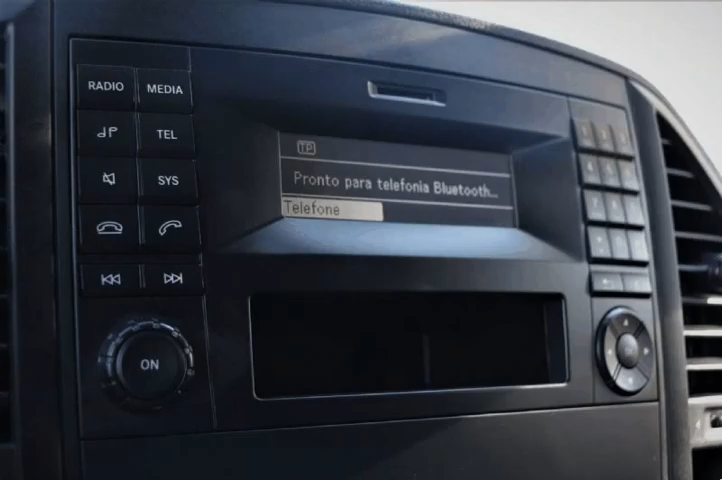 RADIO MEDIA
TEL
SYS
ON
TP
Pronto para telefonia Bluetooth...
Telefone